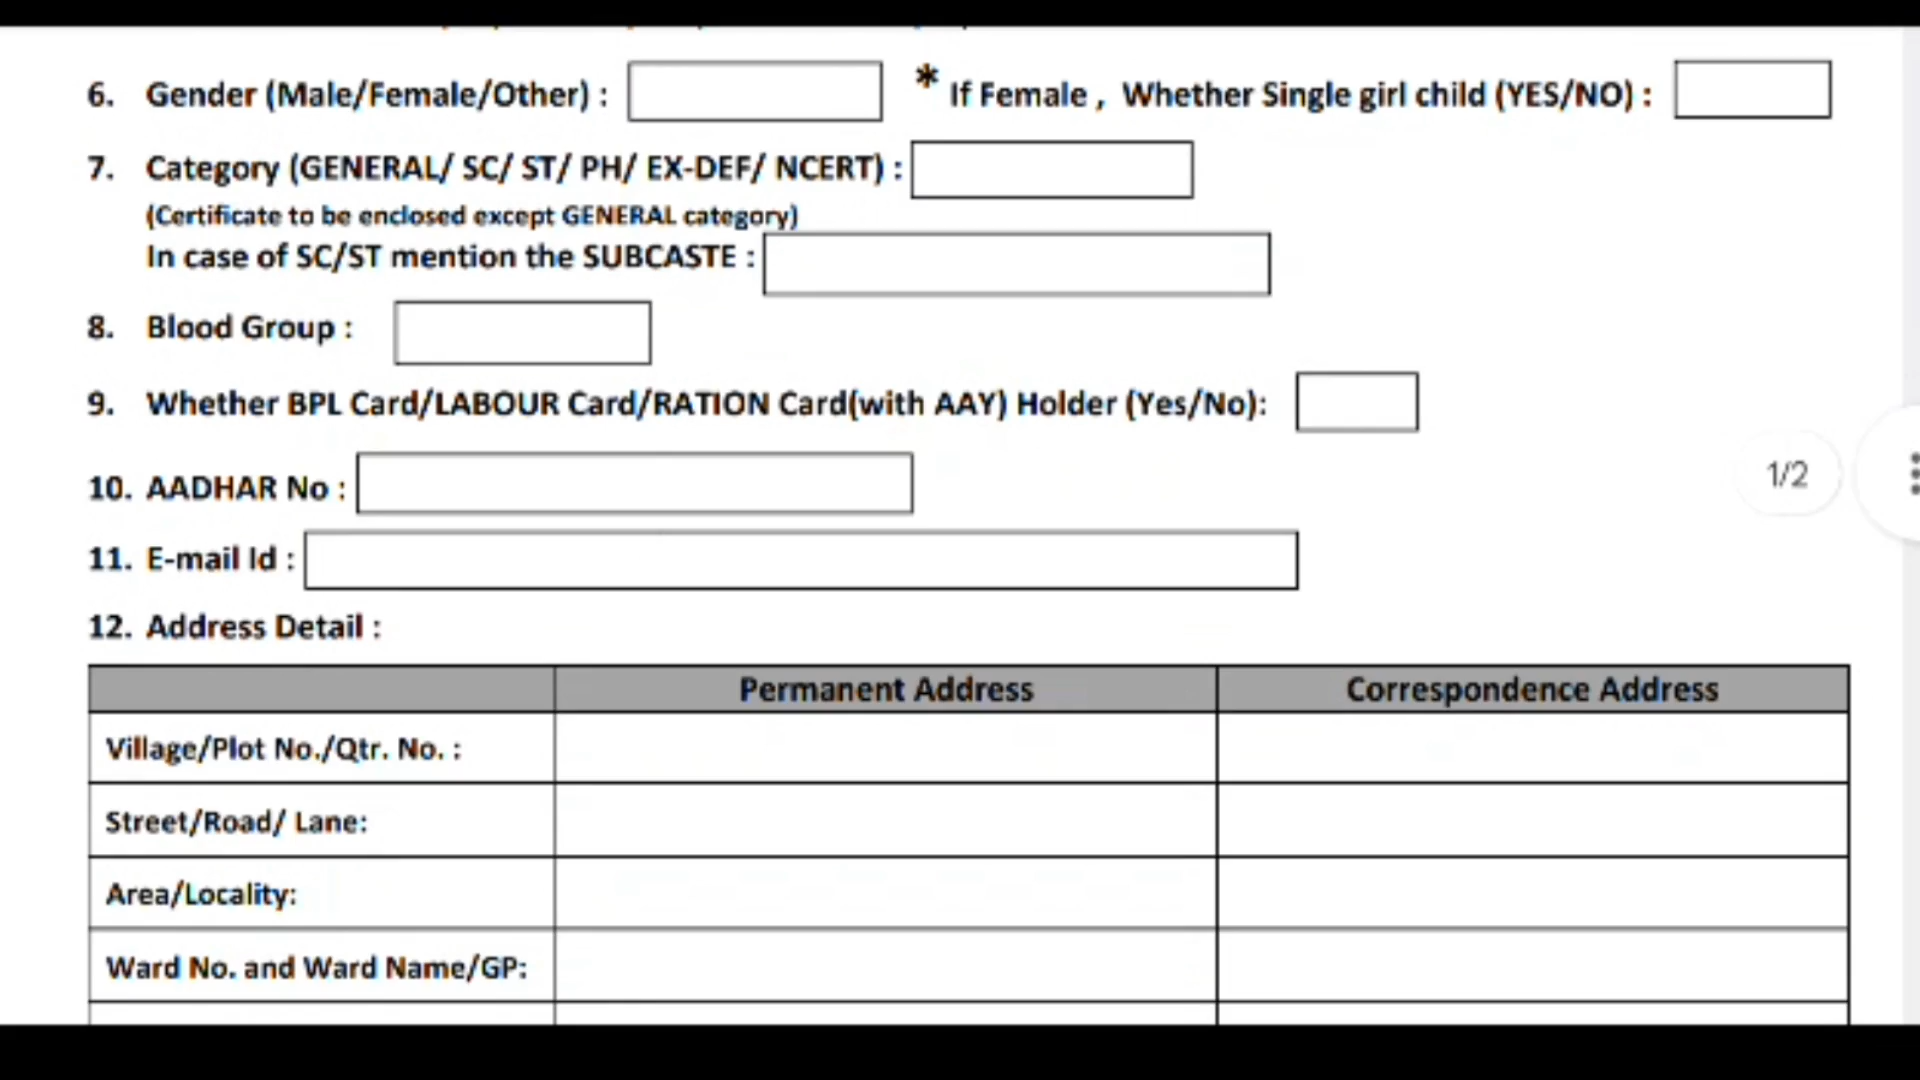 6. Gender (Male/Female/Other) : * If Female , Whether Single girl child (YES/NO) :
7. Category (GENERAL/ SC/ ST/ PH/ EX-DEF/ NCERT) :
(Certificate to be enclosed except GENERAL category)
In case of SC/ST mention the SUBCASTE :
8. Blood Group :
9. Whether BPL Card/LABOUR Card/RATION Card(with AAY) Holder (Yes/No):
10. AADHAR No :
1/2
11. E-mail Id :
12. Address Detail :
Permanent Address Correspondence Address
Village/Plot No./Qtr. No. :
Street/Road/ Lane:
Area/Locality:
Ward No. and Ward Name/GP: